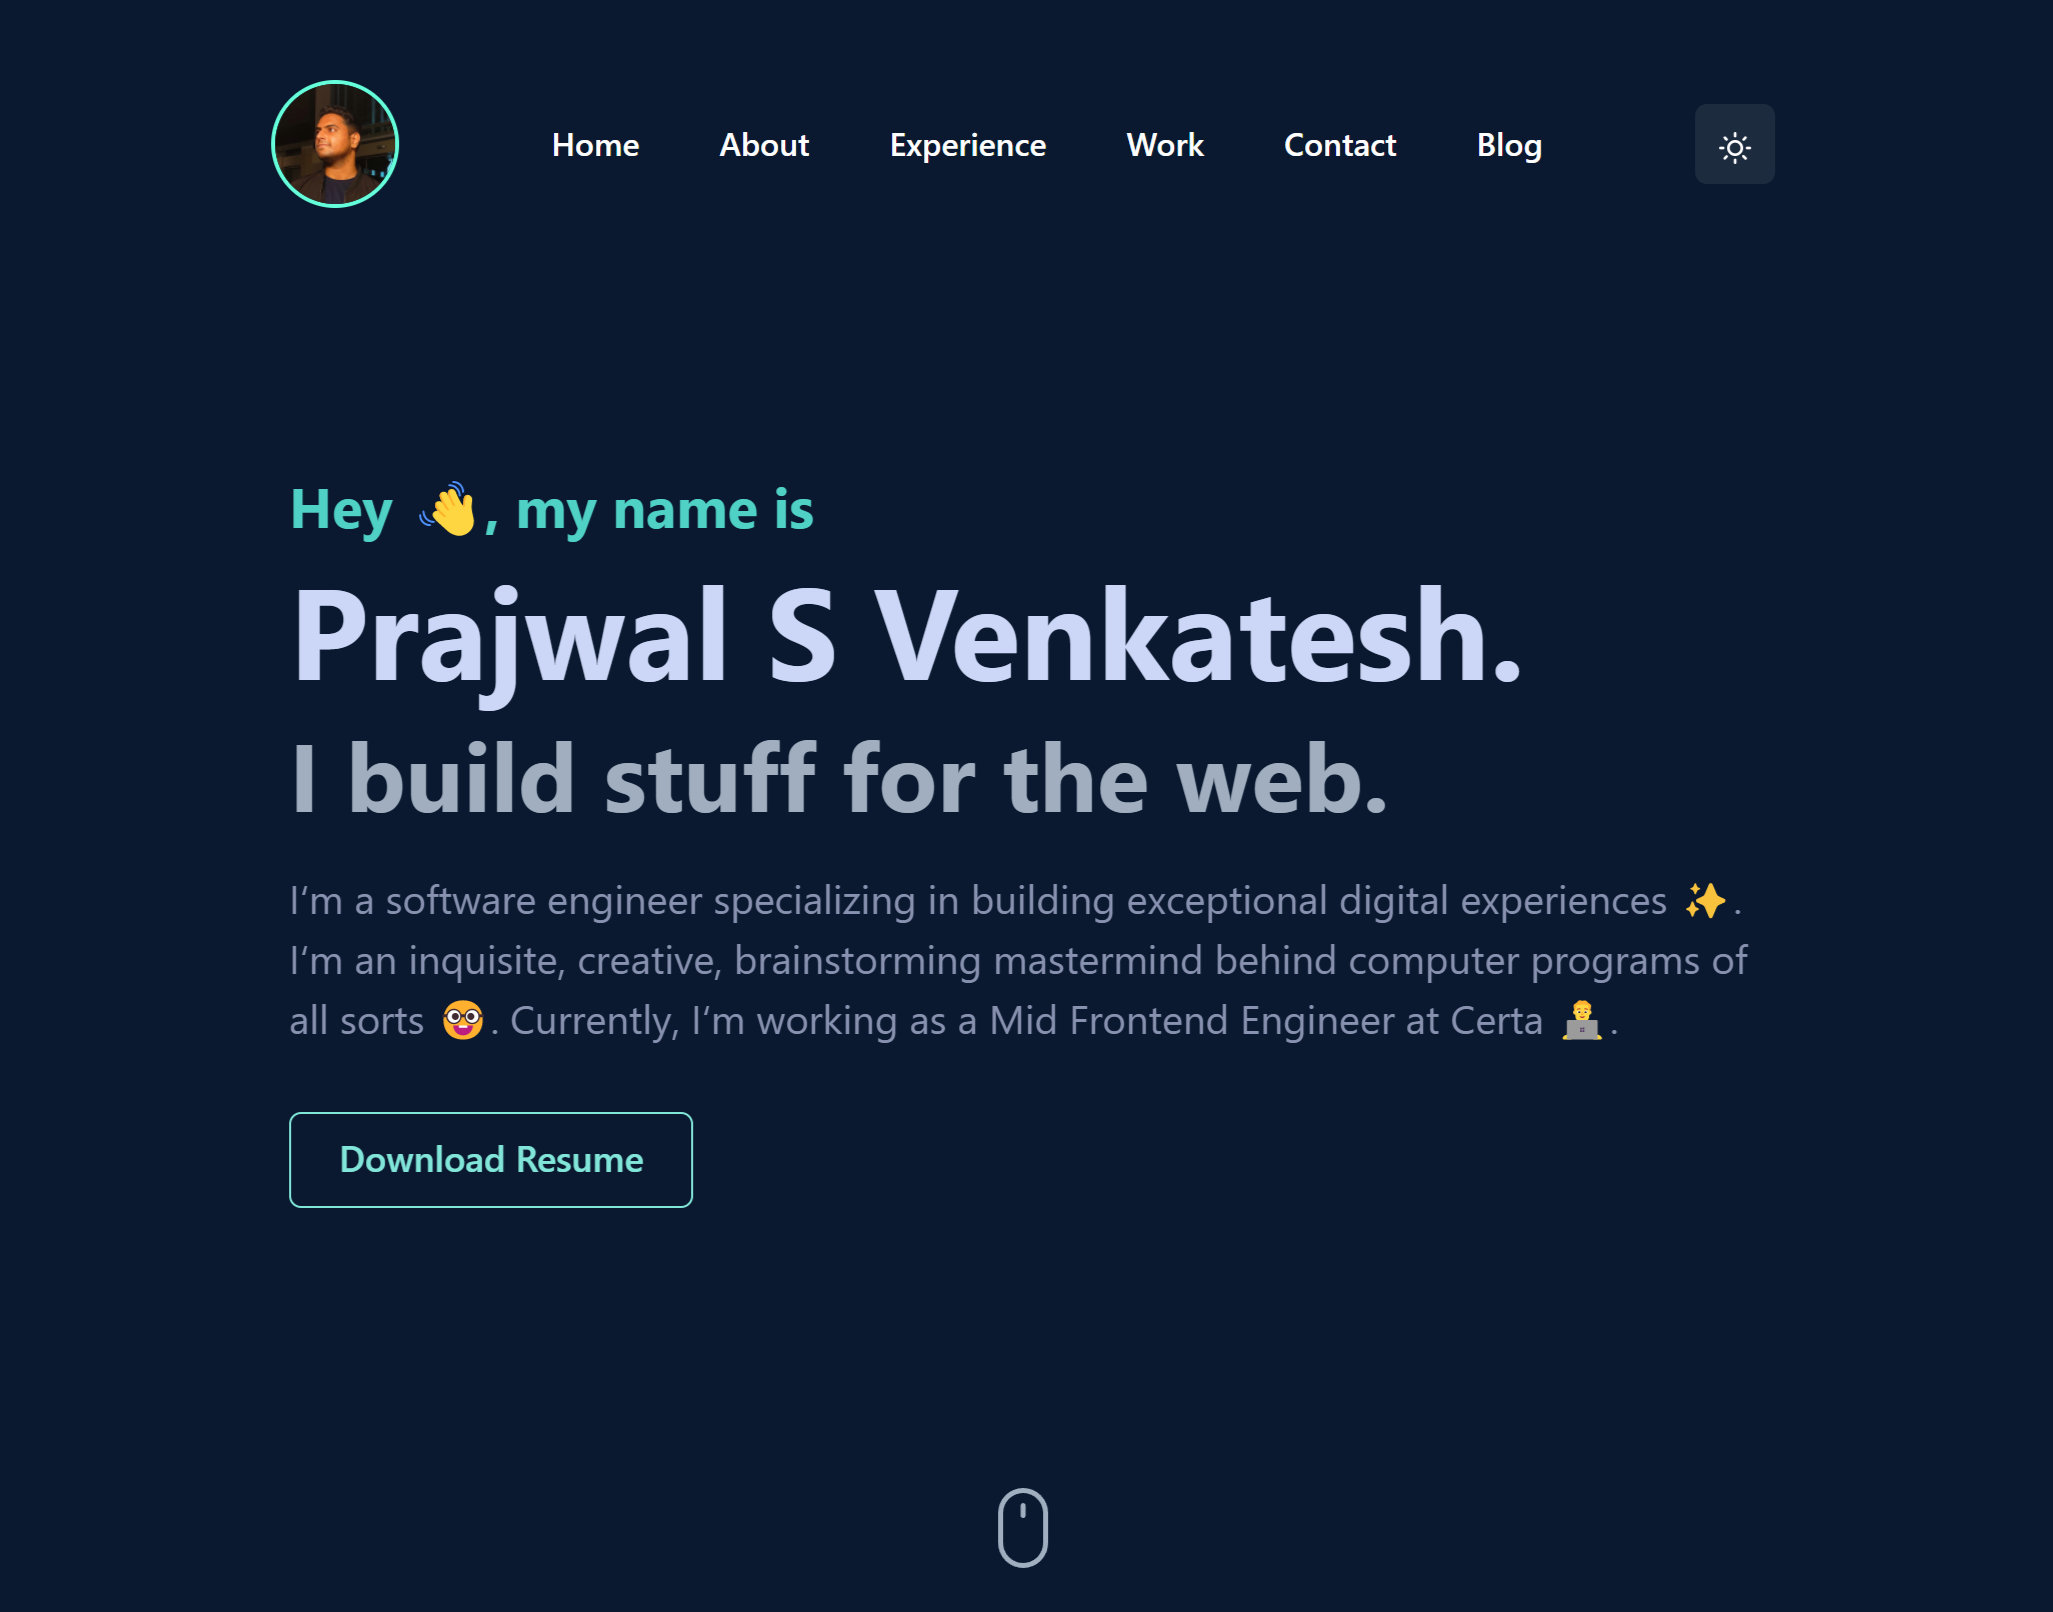 Home About Experience Work Contact Blog
Hey 👋, my name is
Prajwal S Venkatesh.
I build stuff for the web.
I‘m a software engineer specializing in building exceptional digital experiences ✨.
I‘m an inquisite, creative, brainstorming mastermind behind computer programs of
all sorts 🤓. Currently, I‘m working as a Mid Frontend Engineer at Certa 👨‍💻.
Download Resume